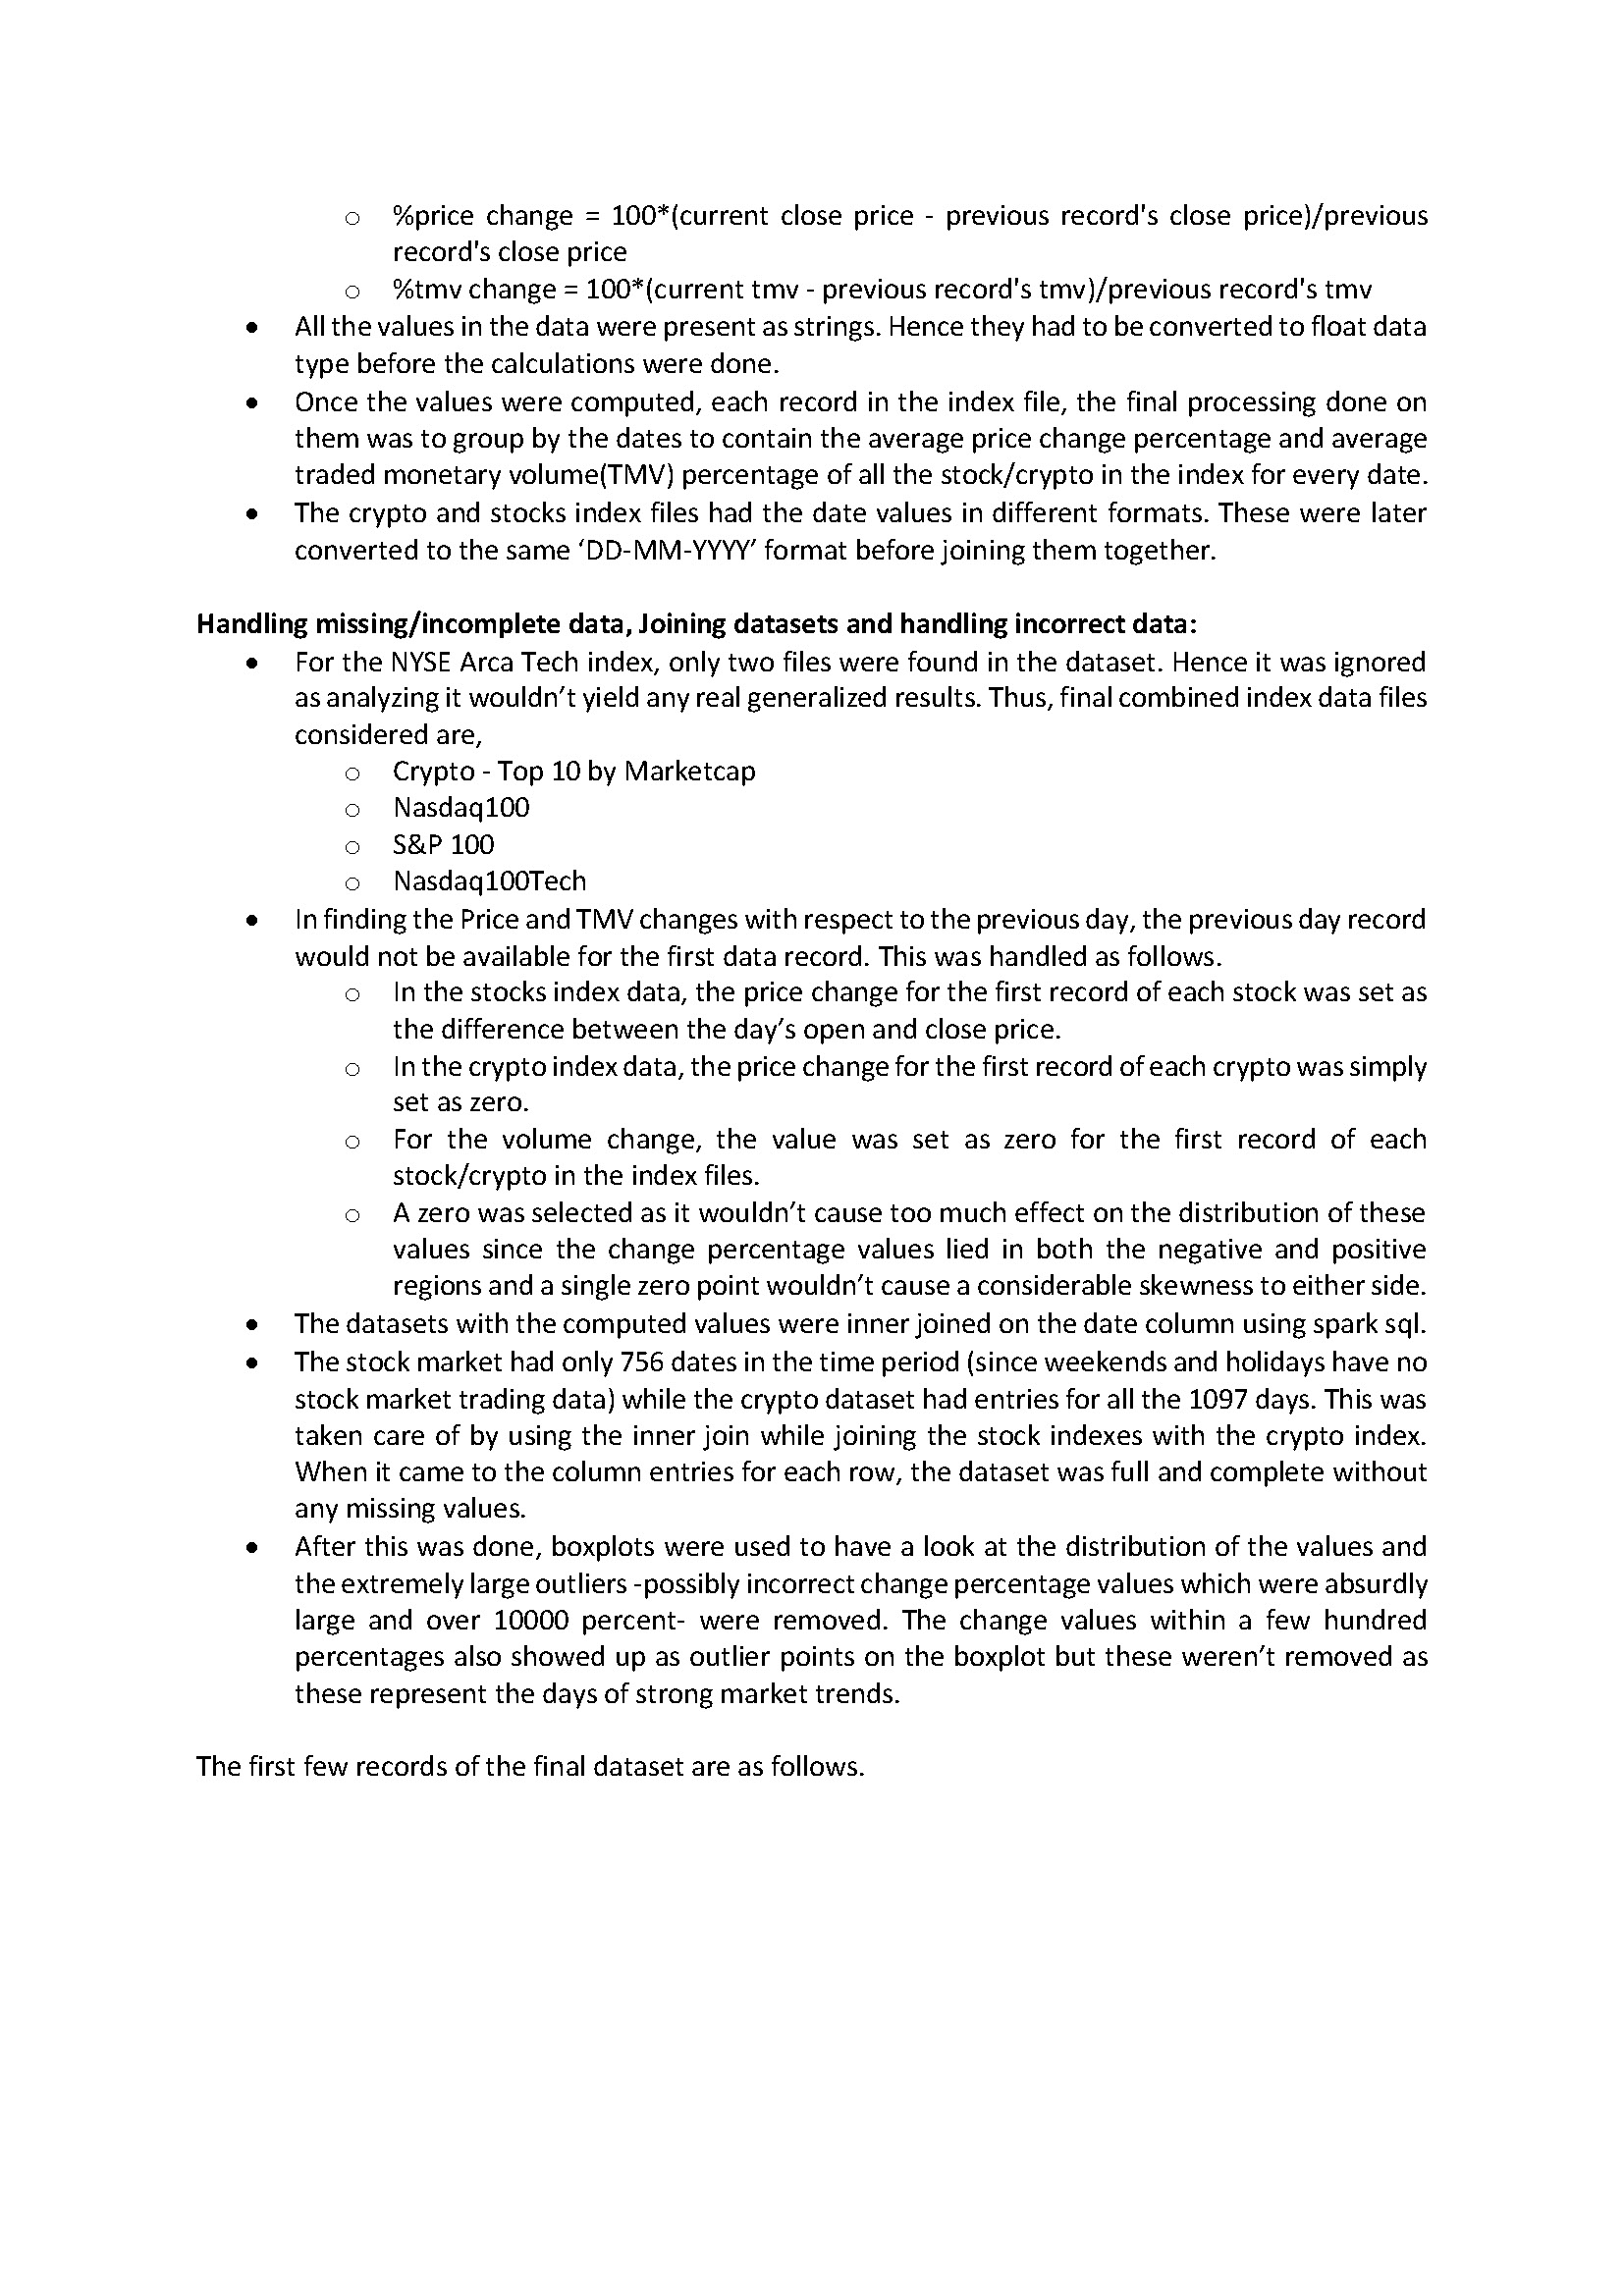 ○ %price change = 100*(current close price - previous record's close price)/previous
record's close price
○ %tmv change = 100*(current tmv - previous record's tmv)/previous record's tmv
● All the values in the data were present as strings. Hence they had to be converted to float data
type before the calculations were done.
● Once the values were computed, each record in the index file, the final processing done on
them was to group by the dates to contain the average price change percentage and average
traded monetary volume(TMV) percentage of all the stock/crypto in the index for every date.
● The crypto and stocks index files had the date values in different formats. These were later
converted to the same ‘DD-MM-YYYY’ format before joining them together.
Handling missing/incomplete data, Joining datasets and handling incorrect data:
● For the NYSE Arca Tech index, only two files were found in the dataset. Hence it was ignored
as analyzing it wouldn’t yield any real generalized results. Thus, final combined index data files
considered are,
○ Crypto - Top 10 by Marketcap
○ Nasdaq100
○ S&P 100
○ Nasdaq100Tech
● In finding the Price and TMV changes with respect to the previous day, the previous day record
would not be available for the first data record. This was handled as follows.
○ In the stocks index data, the price change for the first record of each stock was set as
the difference between the day’s open and close price.
○ In the crypto index data, the price change for the first record of each crypto was simply
set as zero.
○ For the volume change, the value was set as zero for the first record of each
stock/crypto in the index files.
○ A zero was selected as it wouldn’t cause too much effect on the distribution of these
values since the change percentage values lied in both the negative and positive
regions and a single zero point wouldn’t cause a considerable skewness to either side.
● The datasets with the computed values were inner joined on the date column using spark sql.
● The stock market had only 756 dates in the time period (since weekends and holidays have no
stock market trading data) while the crypto dataset had entries for all the 1097 days. This was
taken care of by using the inner join while joining the stock indexes with the crypto index.
When it came to the column entries for each row, the dataset was full and complete without
any missing values.
● After this was done, boxplots were used to have a look at the distribution of the values and
the extremely large outliers -possibly incorrect change percentage values which were absurdly
large and over 10000 percent- were removed. The change values within a few hundred
percentages also showed up as outlier points on the boxplot but these weren’t removed as
these represent the days of strong market trends.
The first few records of the final dataset are as follows.